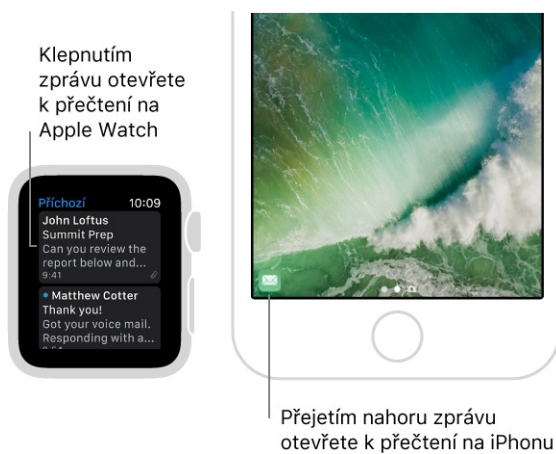 Klepnutím
zprávu otevřete
k přečtení na
Apple Watch
Příchozí 10:09
John Loftus
Summit Prep
Can you review the
report below and...
9:41
Matthew Cotter
Thank you!
Got your voice mail.
Responding with a...
Přejetím nahoru zprávu
otevřete k přečtení na iPhonu